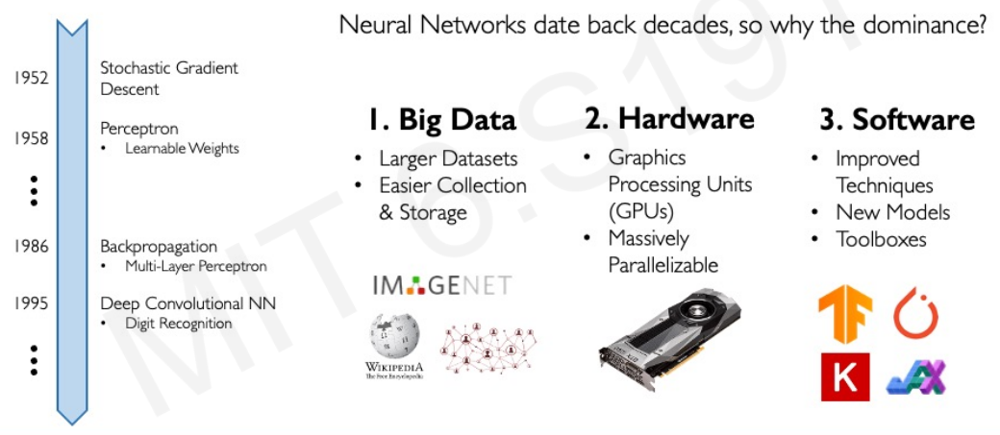 Neural Networks date back decades, so why the dominance?
1952
Stochastic Gradient
Descent
1958
Perceptron
• Learnable Weights
1986
Backpropagation
• Multi-Layer Perceptron
1995
Deep Convolutional NN
• Digit Recognition
1. Big Data
• Larger Datasets
• Easier Collection
& Storage
IMAGENET
WIKIPEDIA
The Free Encyclopedia
2. Hardware
• Graphics
Processing Units
(GPUs)
• Massively
Parallelizable
GTX 1080
3. Software
• Improved
Techniques
• New Models
• Toolboxes
K
JAX
MIT 6.S191